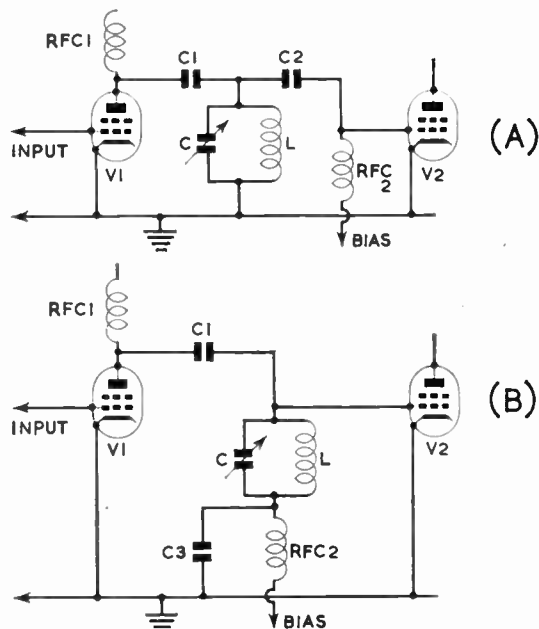 RFC1
C1
C2
(A)
C
L
INPUT
V1
RFC
2
V2
BIAS
RFC1
C1
(B)
INPUT
V1
C
L
V2
C3
RFC2
BIAS